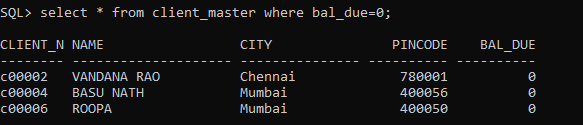 SQL> select * from client_master where bal_due=0;
CLIENT_N NAME                 CITY               PINCODE    BAL_DUE
-------- -------------------- --------------- ---------- ----------
c00002   VANDANA RAO          Chennai             780001          0
c00004   BASU NATH            Mumbai              400056          0
c00006   ROOPA                Mumbai              400050          0